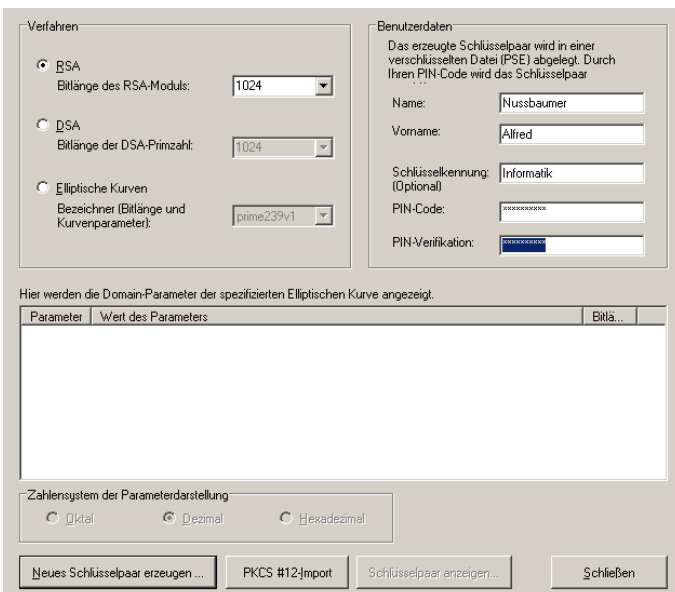 Verfahren
RSA
Bitlänge des RSA-Moduls: 1024
DSA
Bitlänge der DSA-Primzahl: 1024
Elliptische Kurven
Bezeichner (Bitlänge und
Kurvenparameter): prime239v1
Benutzerdaten
Das erzeugte Schlüsselpaar wird in einer
verschlüsselten Datei (PSE) abgelegt. Durch
Ihren PIN-Code wird das Schlüsselpaar
Name: Nussbaumer
Vorname: Alfred
Schlüsselkennung: Informatik
(Optional)
PIN-Code: xxxxxxxxxx
PIN-Verifikation: xxxxxxxxxx
Hier werden die Domain-Parameter der spezifizierten Elliptischen Kurve angezeigt.
Parameter Wert des Parameters Bitlä...
Zahlensystem der Parameterdarstellung
Oktal Dezimal Hexadezimal
Neues Schlüsselpaar erzeugen ... PKCS #12-Import Schlüsselpaar anzeigen... Schließen